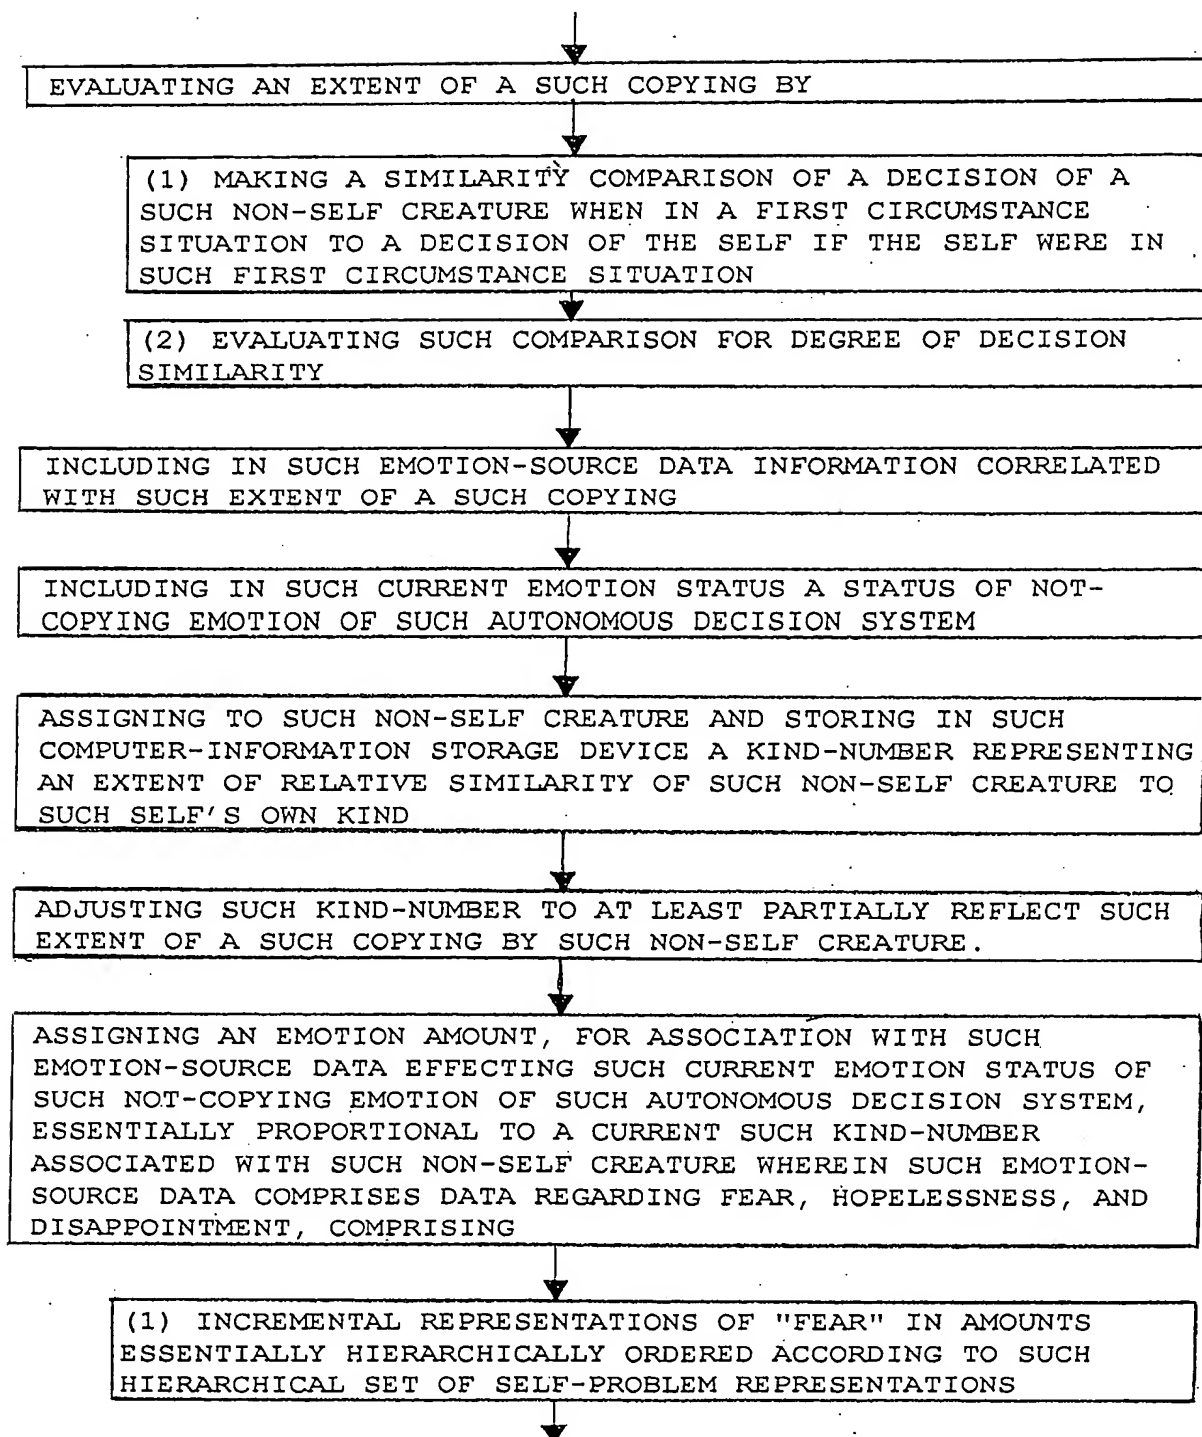 EVALUATING AN EXTENT OF A SUCH COPYING BY
(1) MAKING A SIMILARITY COMPARISON OF A DECISION OF A
SUCH NON-SELF CREATURE WHEN IN A FIRST CIRCUMSTANCE
SITUATION TO A DECISION OF THE SELF IF THE SELF WERE IN
SUCH FIRST CIRCUMSTANCE SITUATION
(2) EVALUATING SUCH COMPARISON FOR DEGREE OF DECISION
SIMILARITY
INCLUDING IN SUCH EMOTION-SOURCE DATA INFORMATION CORRELATED
WITH SUCH EXTENT OF A SUCH COPYING
INCLUDING IN SUCH CURRENT EMOTION STATUS A STATUS OF NOT-
COPYING EMOTION OF SUCH AUTONOMOUS DECISION SYSTEM
ASSIGNING TO SUCH NON-SELF CREATURE AND STORING IN SUCH
COMPUTER-INFORMATION STORAGE DEVICE A KIND-NUMBER REPRESENTING
AN EXTENT OF RELATIVE SIMILARITY OF SUCH NON-SELF CREATURE TO
SUCH SELF'S OWN KIND
ADJUSTING SUCH KIND-NUMBER TO AT LEAST PARTIALLY REFLECT SUCH
EXTENT OF A SUCH COPYING BY SUCH NON-SELF CREATURE.
ASSIGNING AN EMOTION AMOUNT, FOR ASSOCIATION WITH SUCH
EMOTION-SOURCE DATA EFFECTING SUCH CURRENT EMOTION STATUS OF
SUCH NOT-COPYING EMOTION OF SUCH AUTONOMOUS DECISION SYSTEM,
ESSENTIALLY PROPORTIONAL TO A CURRENT SUCH KIND-NUMBER
ASSOCIATED WITH SUCH NON-SELF CREATURE WHEREIN SUCH EMOTION-
SOURCE DATA COMPRISES DATA REGARDING FEAR, HOPELESSNESS, AND
DISAPPOINTMENT, COMPRISING
(1) INCREMENTAL REPRESENTATIONS OF "FEAR" IN AMOUNTS
ESSENTIALLY HIERARCHICALLY ORDERED ACCORDING TO SUCH
HIERARCHICAL SET OF SELF-PROBLEM REPRESENTATIONS